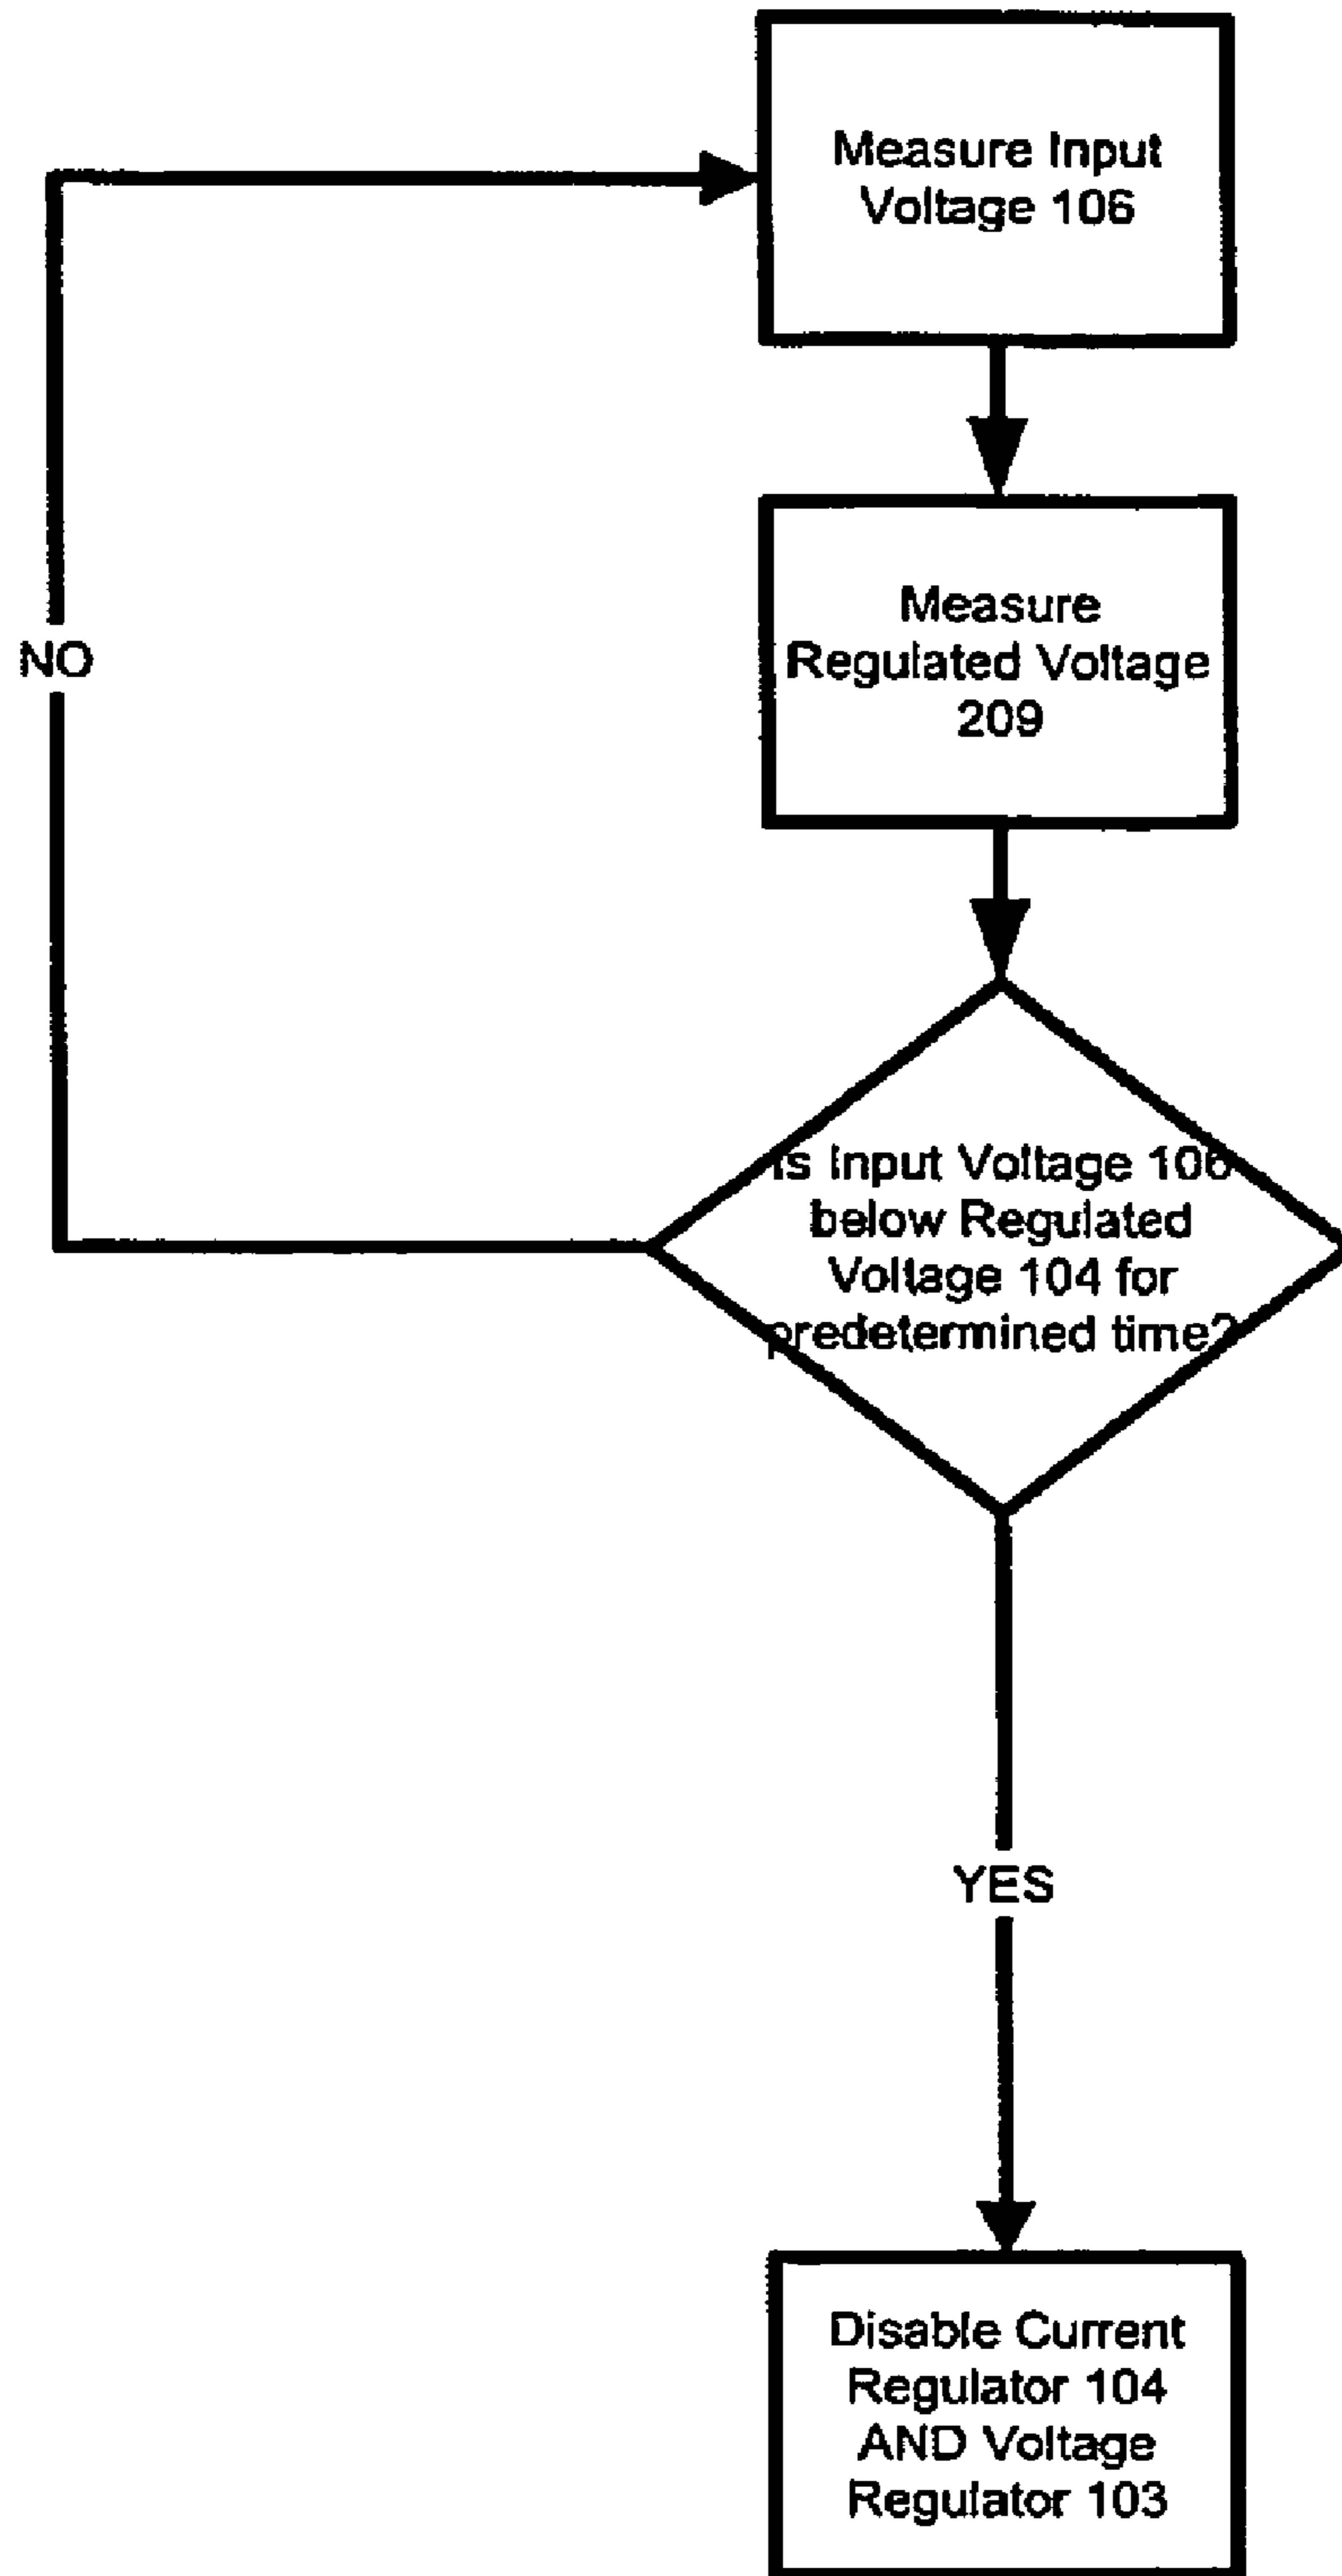 Measure Input
Voltage 106
Measure
Regulated Voltage
209
NO
Is Input Voltage 106
below Regulated
Voltage 104 for
predetermined time?
YES
Disable Current
Regulator 104
AND Voltage
Regulator 103